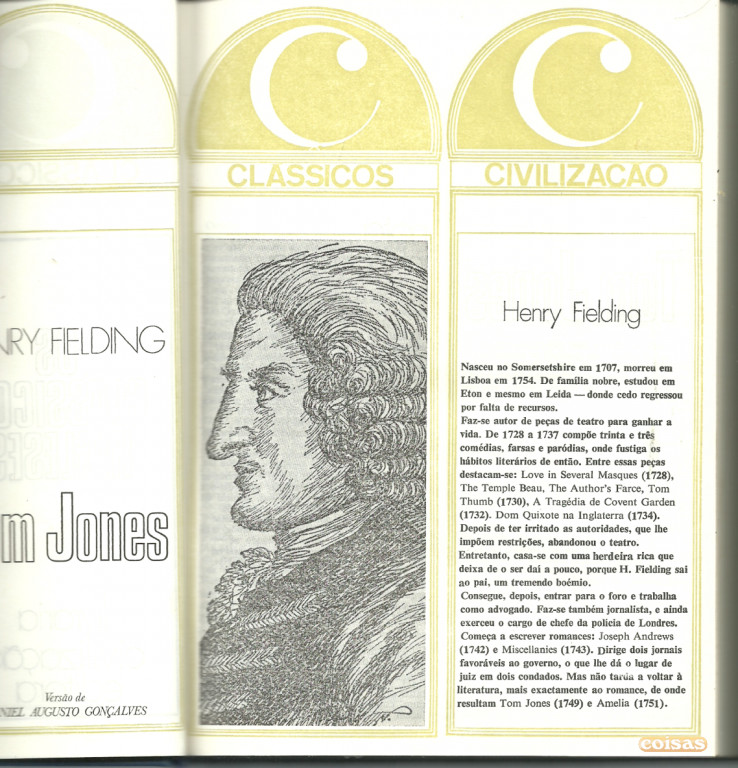 CLÁSSICOS
CIVILIZAÇAO
NRY FIELDING
m Jones
Versão de
NIEL AUGUSTO GONÇALVES
Henry Fielding
Nasceu no Somersetshire em 1707, morreu em
Lisboa em 1754. De família nobre, estudou em
Eton e mesmo em Leida — donde cedo regressou
por falta de recursos.
Faz-se autor de peças de teatro para ganhar a
vida. De 1728 a 1737 compõe trinta e três
comédias, farsas e paródias, onde fustiga os
hábitos literários de então. Entre essas peças
destacam-se: Love in Several Masques (1728),
The Temple Beau, The Author's Farce, Tom
Thumb (1730), A Tragédia de Covent Garden
(1732). Dom Quixote na Inglaterra (1734).
Depois de ter irritado as autoridades, que lhe
impõem restrições, abandonou o teatro.
Entretanto, casa-se com uma herdeira rica que
deixa de o ser daí a pouco, porque H. Fielding sai
ao pai, um tremendo boémio.
Consegue, depois, entrar para o foro e trabalha
como advogado. Faz-se também jornalista, e ainda
exerceu o cargo de chefe da polícia de Londres.
Começa a escrever romances: Joseph Andrews
(1742) e Miscellanies (1743). Dirige dois jornais
favoráveis ao governo, o que lhe dá o lugar de
juiz em dois condados. Mas não tarda a voltar à
literatura, mais exactamente ao romance, de onde
resultam Tom Jones (1749) e Amelia (1751).
coisas